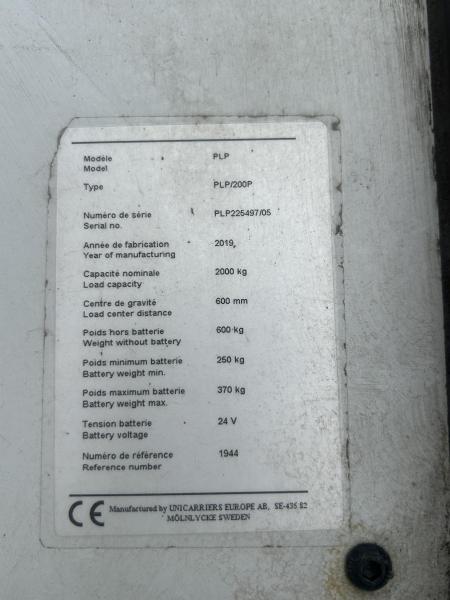 Modèle PLP
Model
Type PLP/200P
Numéro de série PLP225497/05
Serial no.
Année de fabrication 2019
Year of manufacturing
Capacité nominale 2000 kg
Load capacity
Centre de gravité 600 mm
Load center distance
Poids hors batterie 600 kg
Weight without battery
Poids minimum batterie 250 kg
Battery weight min.
Poids maximum batterie 370 kg
Battery weight max.
Tension batterie 24 V
Battery voltage
Numéro de référence 1944
Reference number
CE Manufactured by UNICARRIERS EUROPE AB, SE-435 82
MÖLNLYCKE SWEDEN